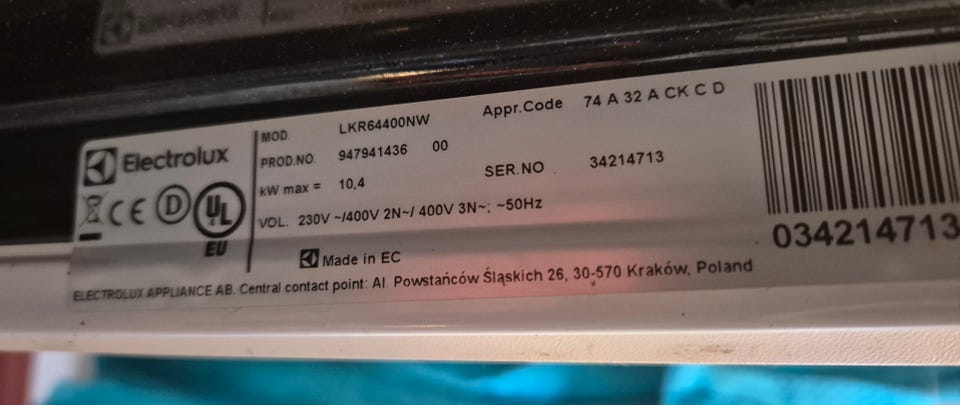 Electrolux
MOD. LKR64400NW Appr.Code 74 A 32 A CK C D
PROD.NO. 947941436 00 SER.NO . 34214713
kW max = 10,4
VOL. 230V ~/400V 2N~/ 400V 3N~; ~50Hz
CE D UL
EU
Made in EC
ELECTROLUX APPLIANCE AB. Central contact point: Al. Powstańców Śląskich 26, 30-570 Kraków, Poland
034214713